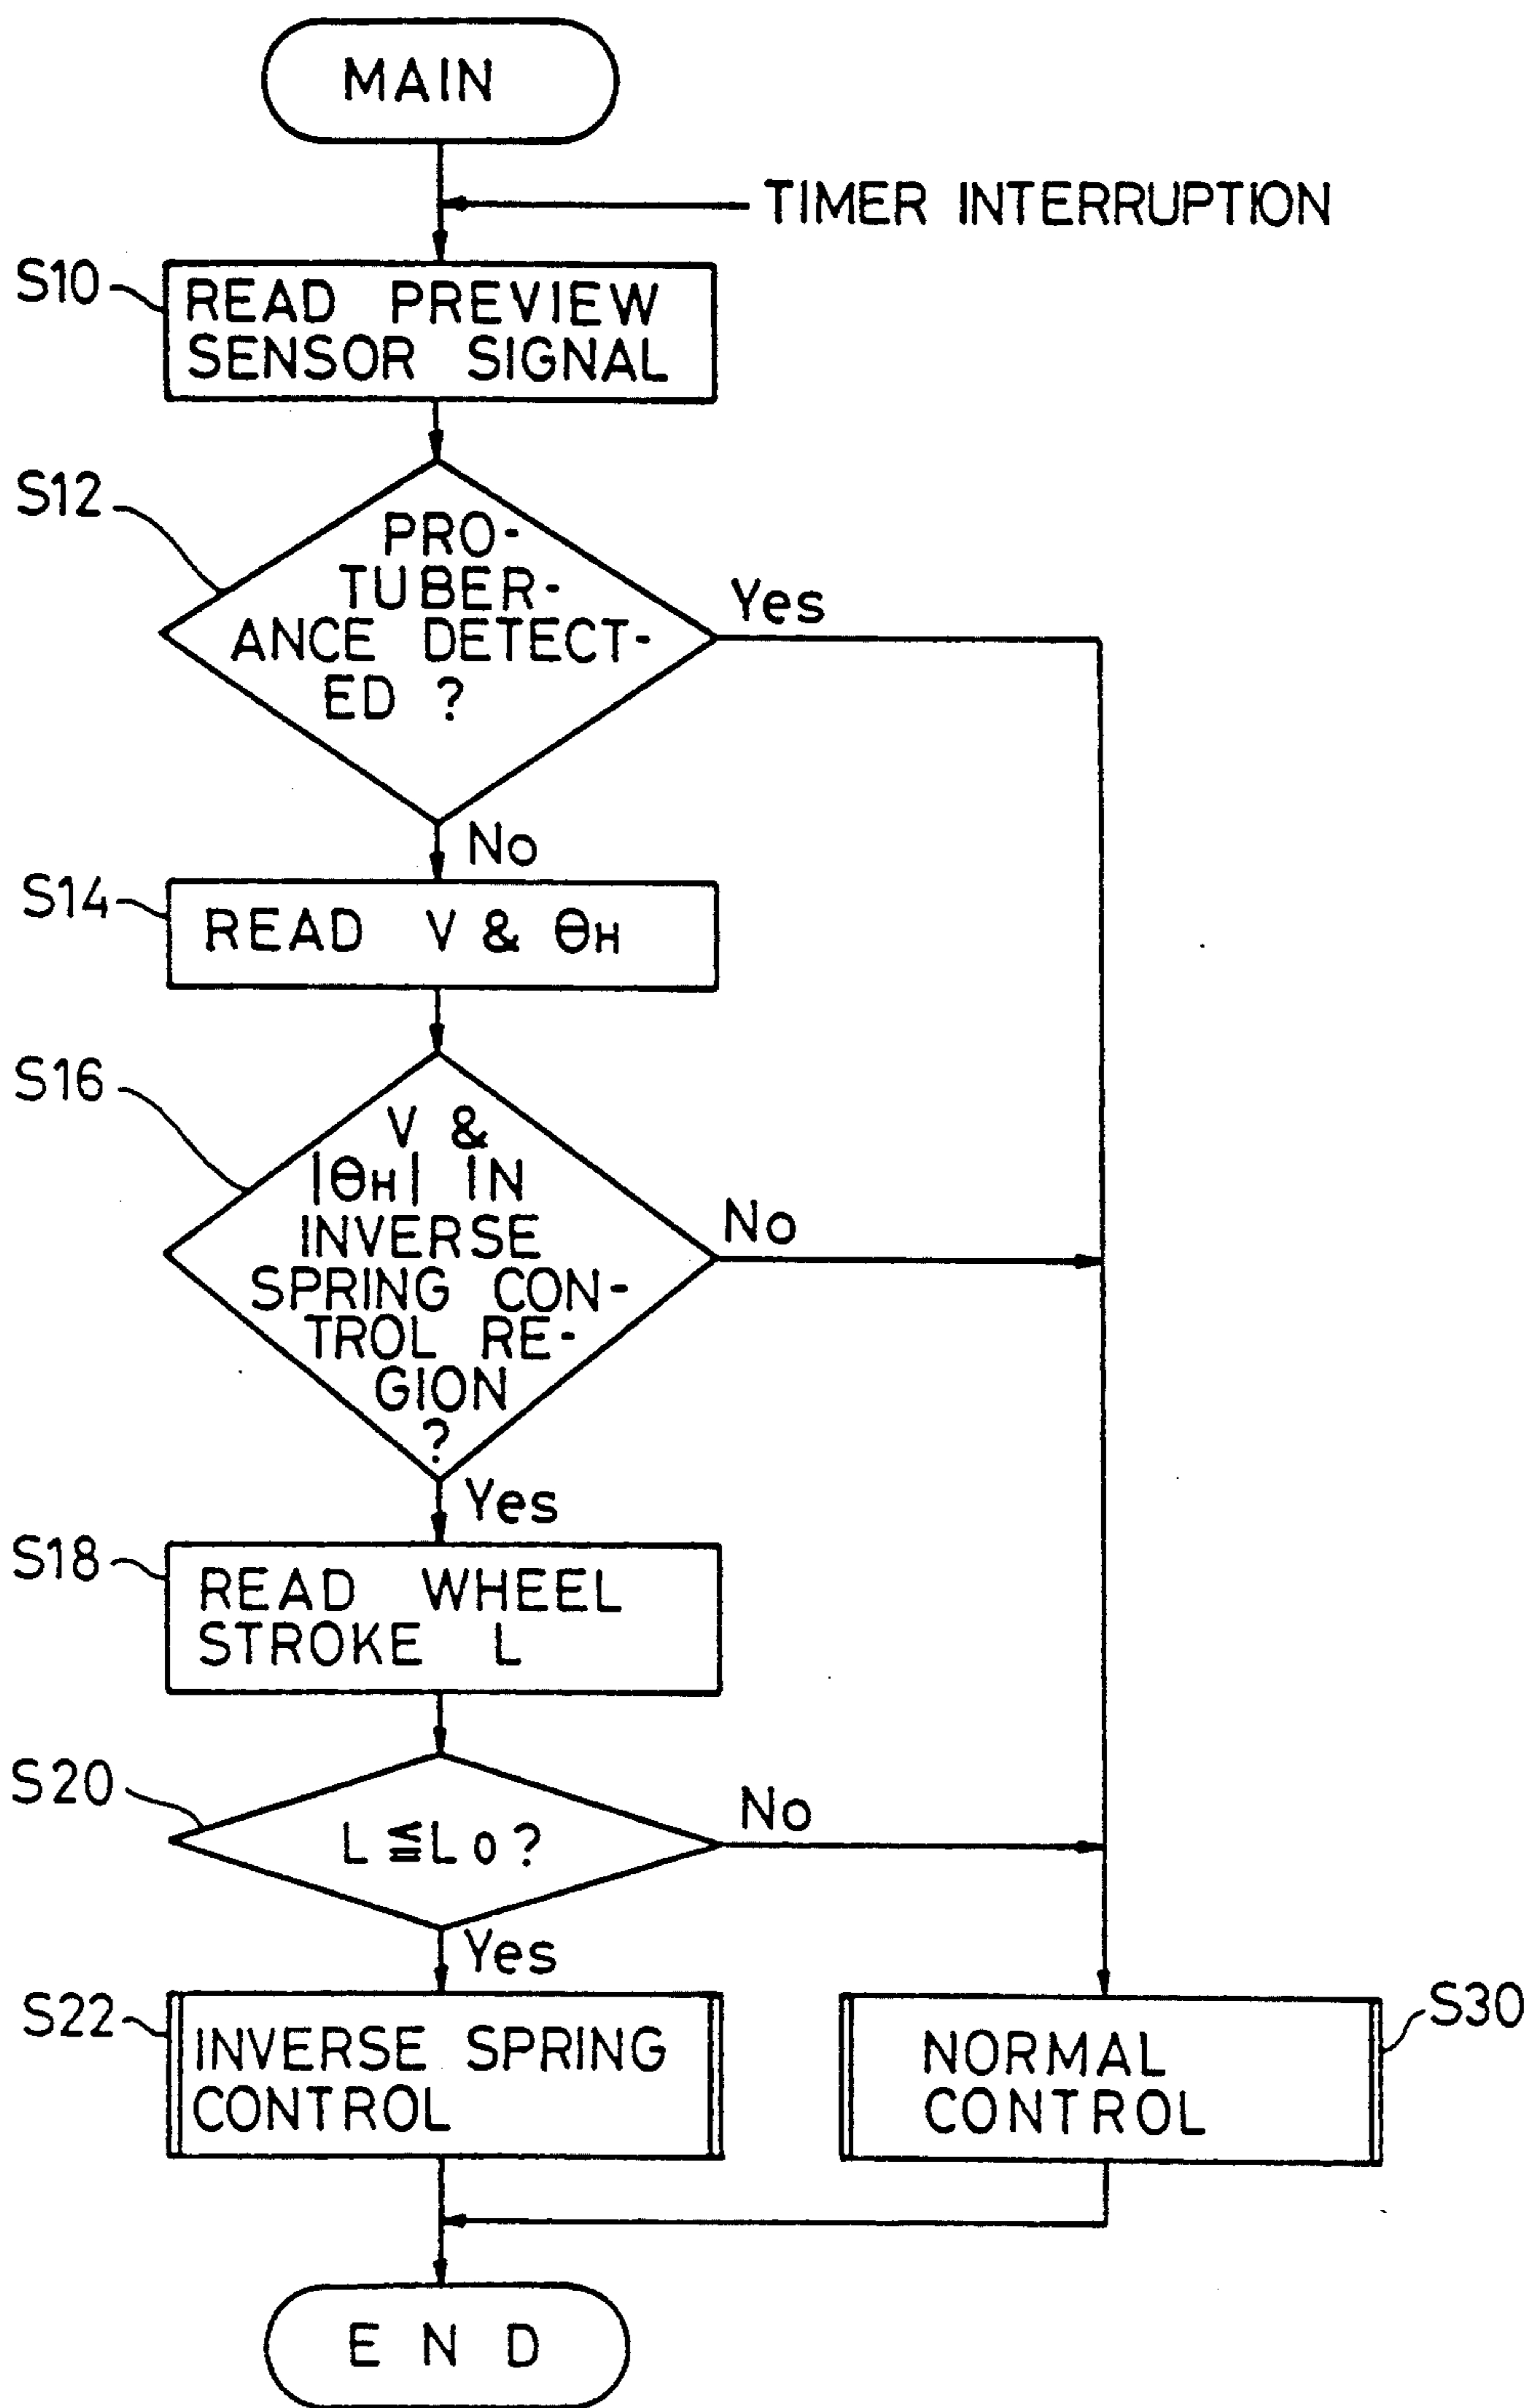 MAIN
TIMER INTERRUPTION
S10
READ PREVIEW
SENSOR SIGNAL
S12
PRO-
TUBER-
ANCE DETECT-
ED ?
Yes
No
S14
READ V & θH
S16
V &
|θH| IN
INVERSE
SPRING CON-
TROL RE-
GION
?
No
Yes
S18
READ WHEEL
STROKE L
S20
L ≦ Lo ?
No
Yes
S22
INVERSE SPRING
CONTROL
S30
NORMAL
CONTROL
END